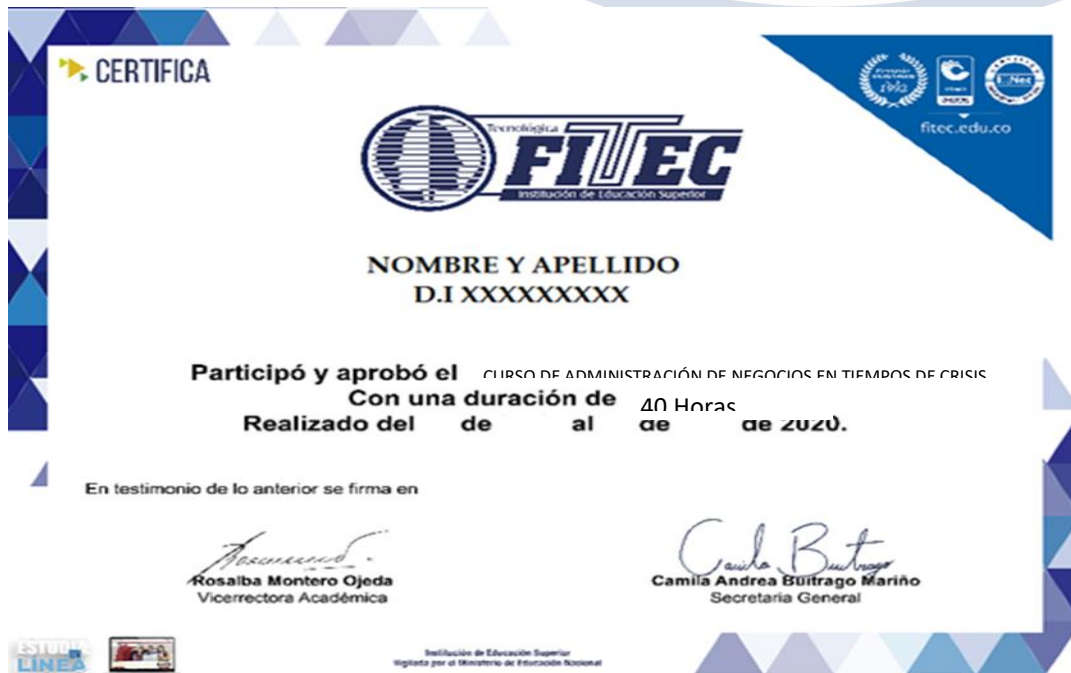 CERTIFICA
fitec.edu.co
Tecnológica
FITEC
Institución de Educación Superior
NOMBRE Y APELLIDO
D.I XXXXXXXXX
Participó y aprobó el CURSO DE ADMINISTRACIÓN DE NEGOCIOS EN TIEMPOS DE CRISIS
Con una duración de 40 Horas
Realizado del de al de de 2020.
En testimonio de lo anterior se firma en
Rosalba Montero Ojeda
Vicerrectora Académica
Camila Andrea Buitrago Mariño
Secretaria General
ESTUDIA
LÍNEA
Institución de Educación Superior
Vigilada por el Ministerio de Educación Nacional